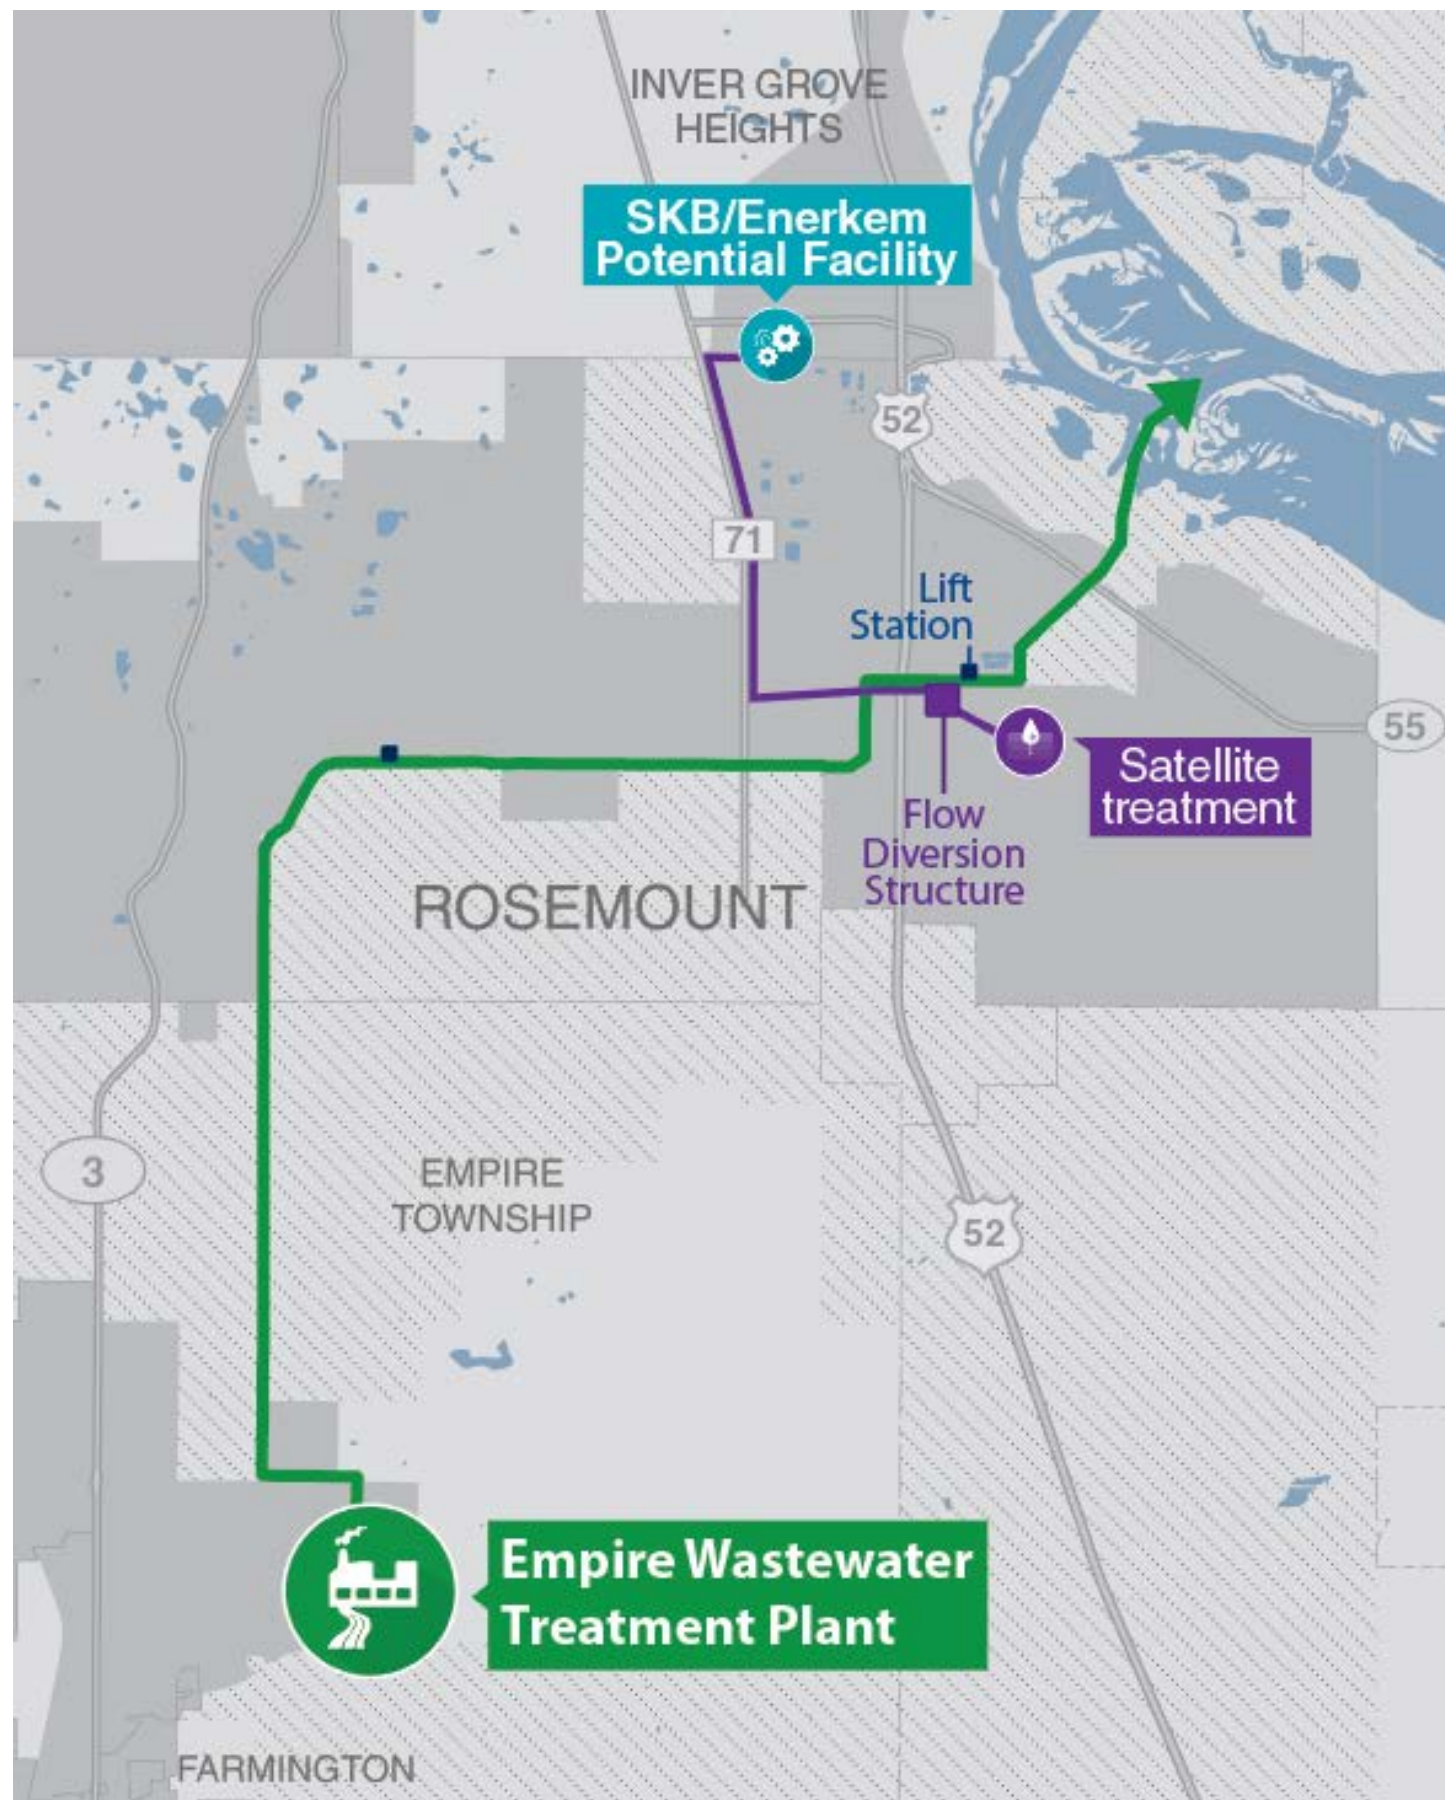 INVER GROVE
HEIGHTS
SKB/Enerkem
Potential Facility
52
71
Lift
Station
55
Satellite
treatment
Flow
Diversion
Structure
ROSEMOUNT
3
EMPIRE
TOWNSHIP
52
Empire Wastewater
Treatment Plant
FARMINGTON